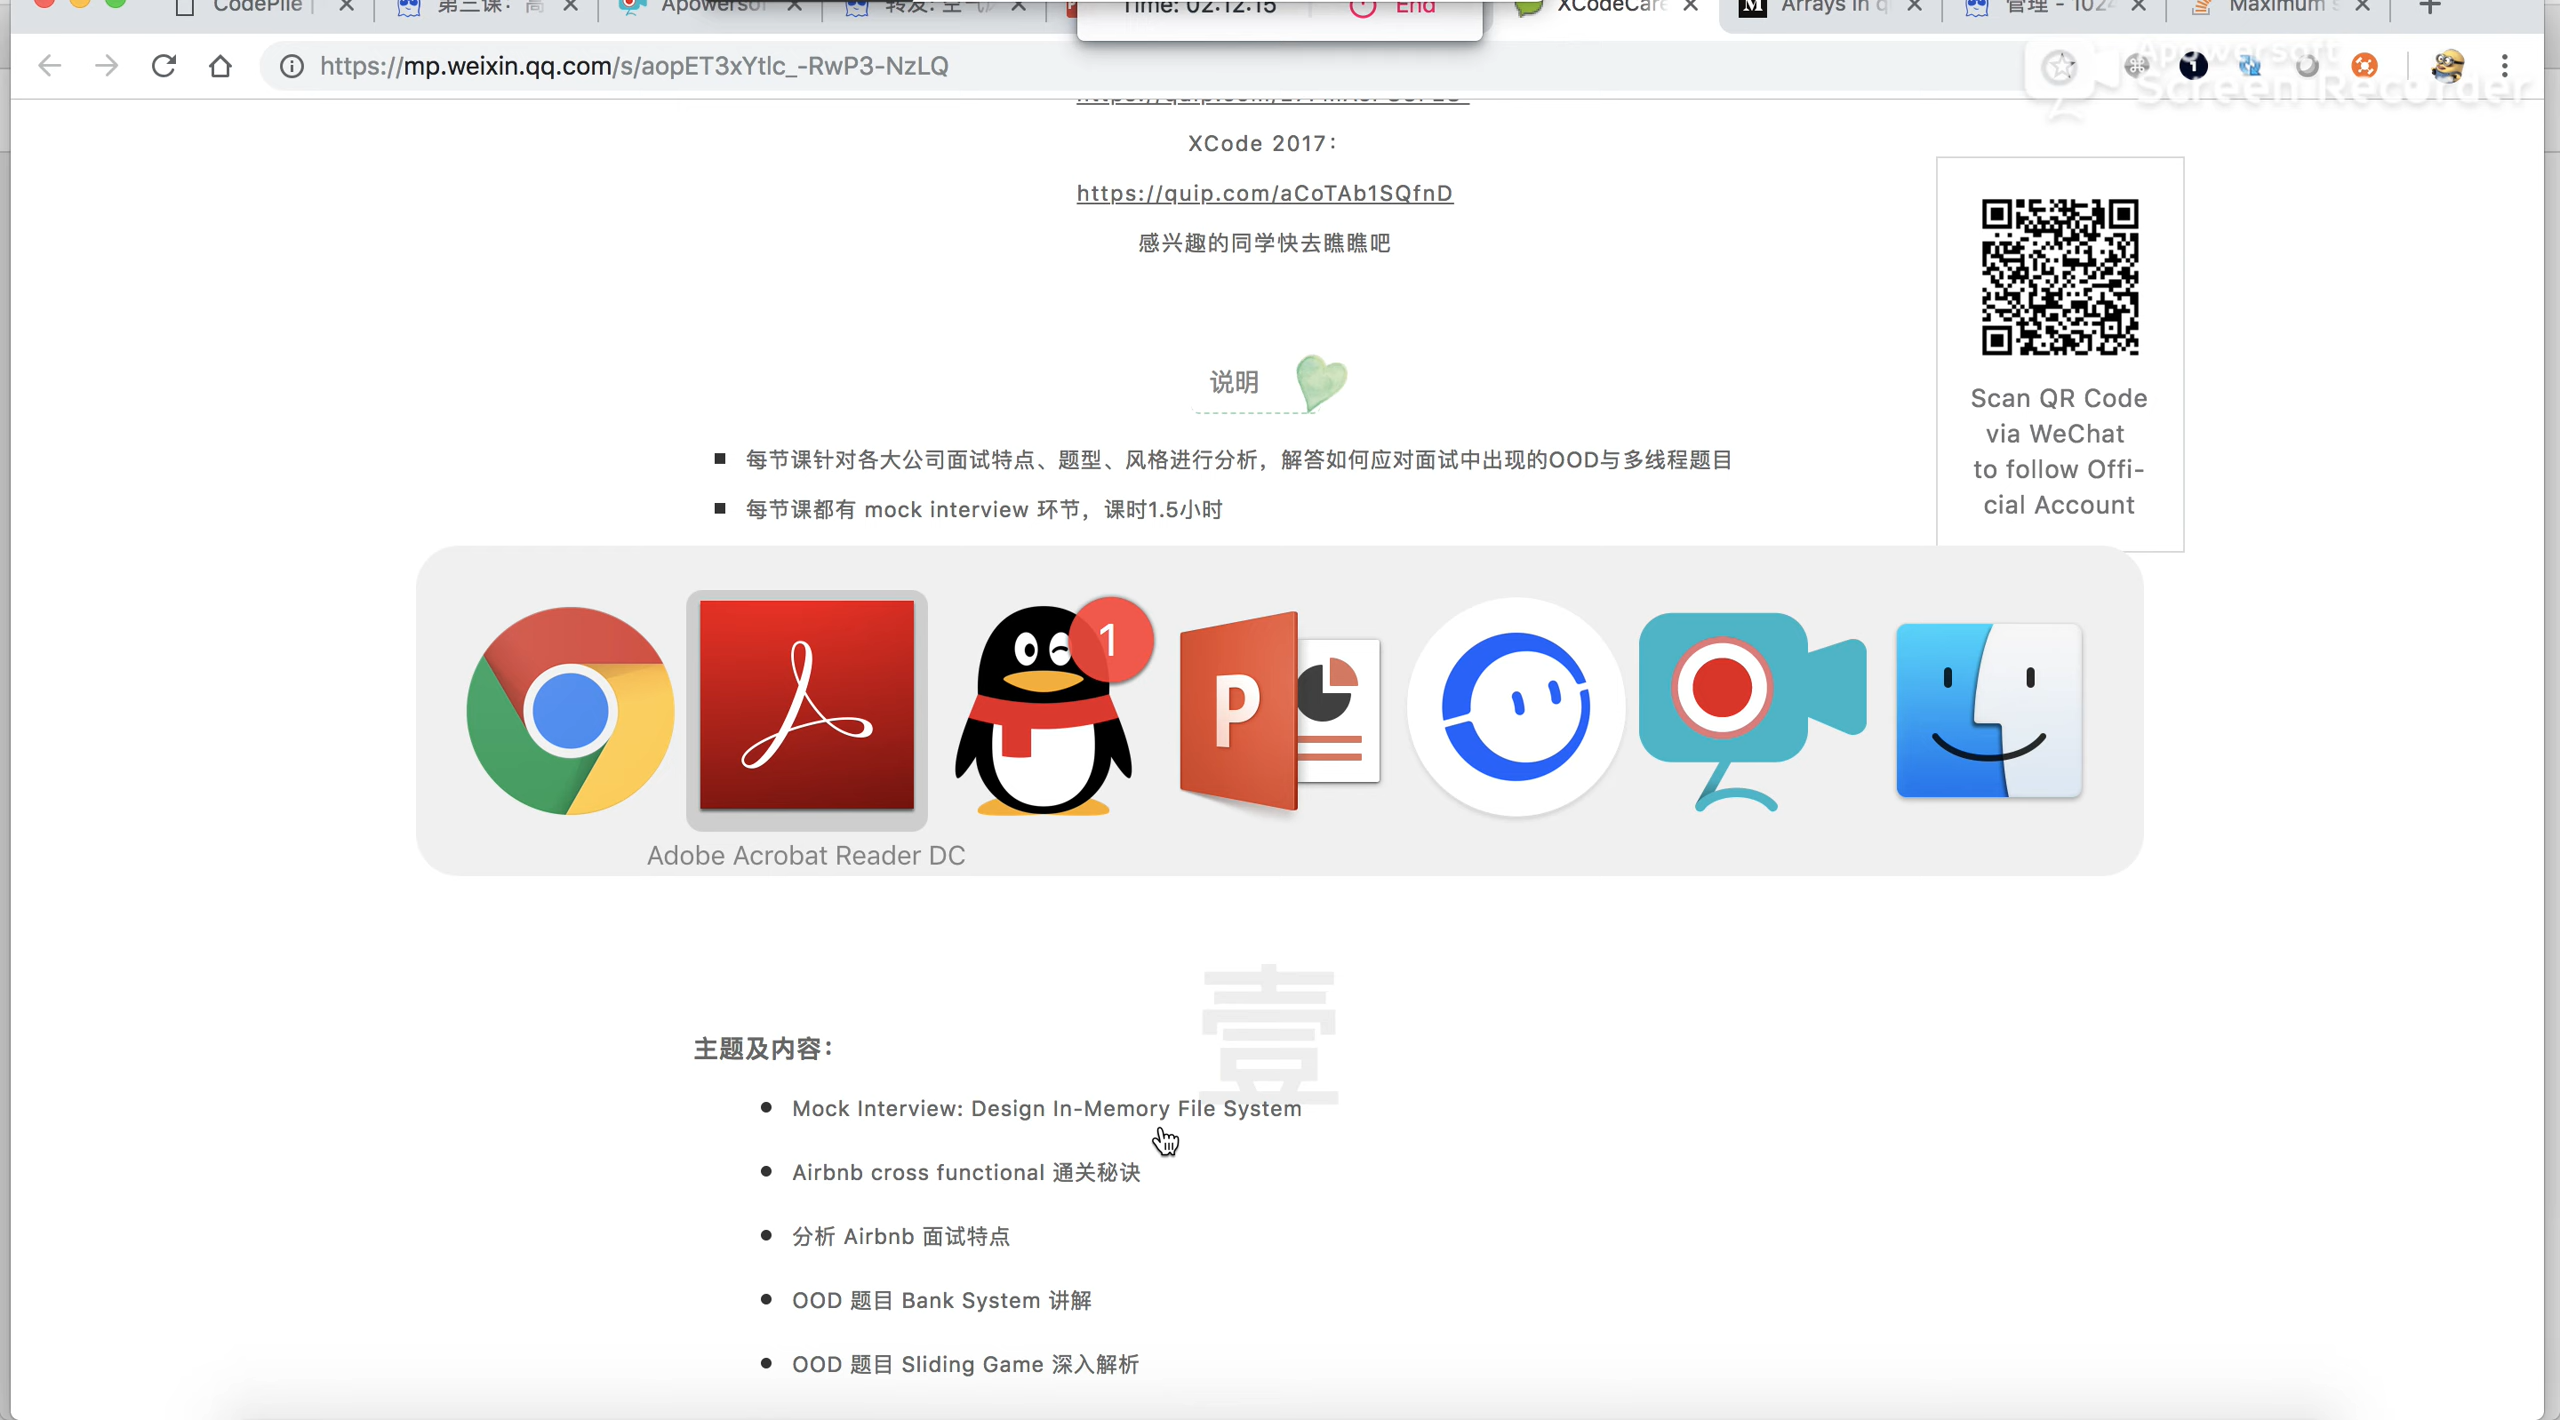 CodePile
第三课：高
Apowersof
转发: 空气
Time: 02:12:15
End
XCodeCare
Arrays in q
管理 - 1024
Maximum s
https://mp.weixin.qq.com/s/aopET3xYtlc_-RwP3-NzLQ
Apowersoft
Screen Recorder
XCode 2017：
https://quip.com/aCoTAb1SQfnD
感兴趣的同学快去瞧瞧吧
说明
每节课针对各大公司面试特点、题型、风格进行分析，解答如何应对面试中出现的OOD与多线程题目
每节课都有 mock interview 环节，课时1.5小时
Scan QR Code
via WeChat
to follow Offi-
cial Account
1
P
Adobe Acrobat Reader DC
壹
主题及内容：
Mock Interview: Design In-Memory File System
Airbnb cross functional 通关秘诀
分析 Airbnb 面试特点
OOD 题目 Bank System 讲解
OOD 题目 Sliding Game 深入解析